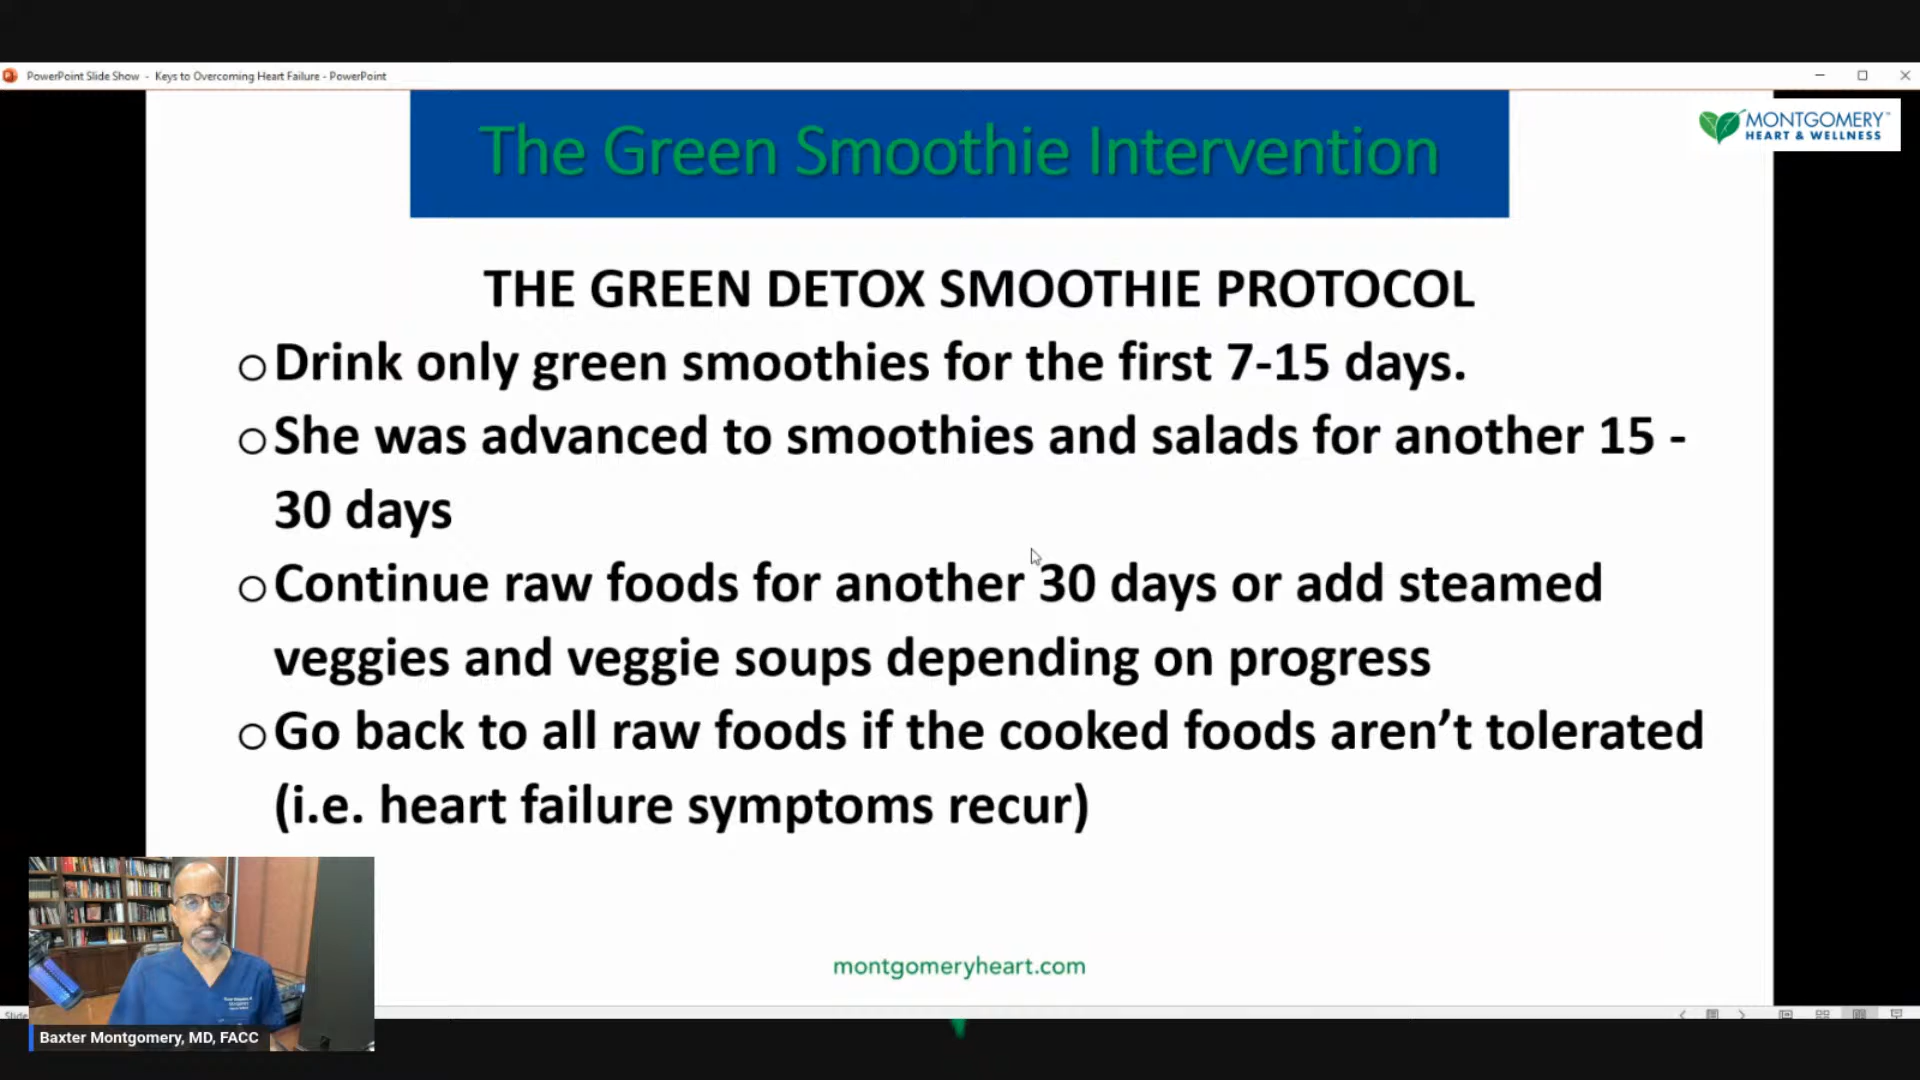 PowerPoint Slide Show - Keys to Overcoming Heart Failure - PowerPoint
MONTGOMERY™
HEART & WELLNESS
The Green Smoothie Intervention
THE GREEN DETOX SMOOTHIE PROTOCOL
Drink only green smoothies for the first 7-15 days.
She was advanced to smoothies and salads for another 15 -
30 days
Continue raw foods for another 30 days or add steamed
veggies and veggie soups depending on progress
Go back to all raw foods if the cooked foods aren’t tolerated
(i.e. heart failure symptoms recur)
montgomeryheart.com
Slide
Baxter Montgomery, MD, FACC